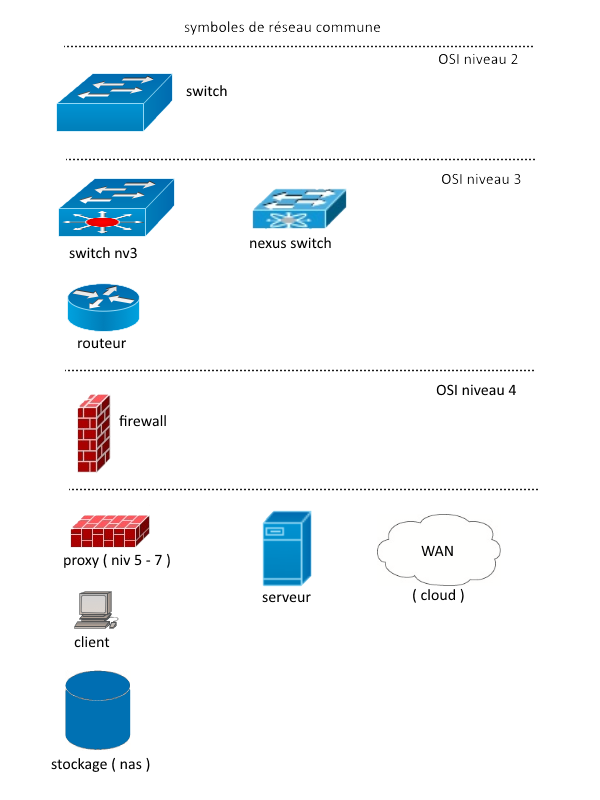 symboles de réseau commune
OSI niveau 2
switch
OSI niveau 3
switch nv3
nexus switch
routeur
OSI niveau 4
firewall
proxy ( niv 5 - 7 )
serveur
WAN
( cloud )
client
stockage ( nas )